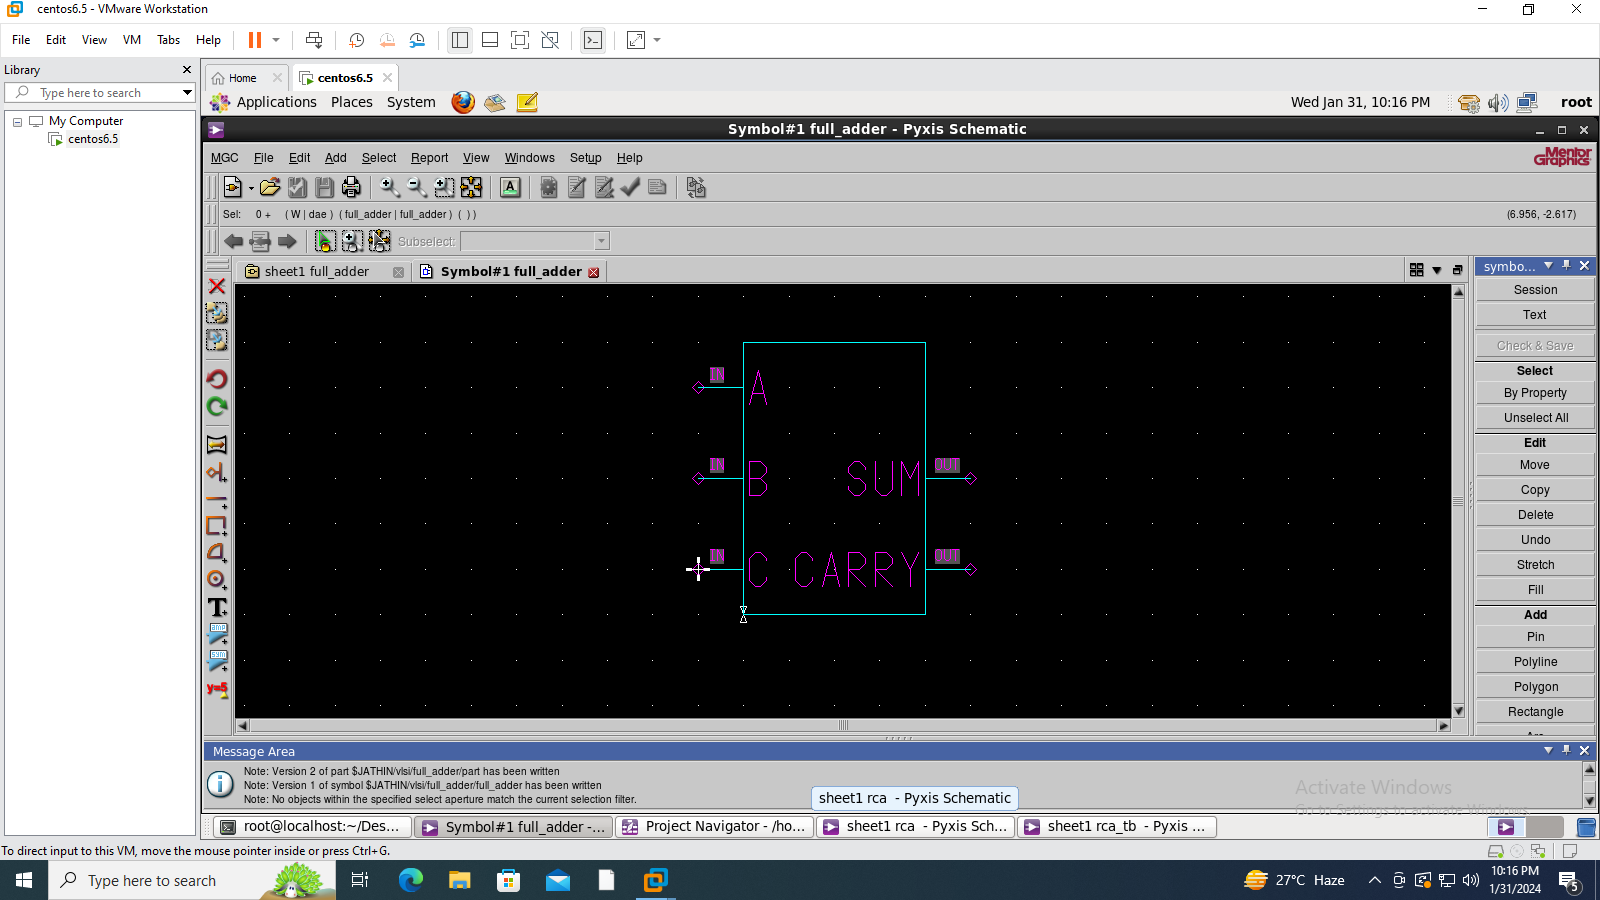 centos6.5 - VMware Workstation
File Edit View VM Tabs Help
Library
Type here to search
My Computer
centos6.5
Home
centos6.5
Applications Places System
Wed Jan 31, 10:16 PM
root
Symbol#1 full_adder - Pyxis Schematic
MGC File Edit Add Select Report View Windows Setup Help
Mentor Graphics
Sel: 0 + ( W | dae ) ( full_adder | full_adder ) ( ) )
(6.956, -2.617)
Subselect:
sheet1 full_adder
Symbol#1 full_adder
symbo...
Session
Text
Check & Save
Select
By Property
Unselect All
Edit
Move
Copy
Delete
Undo
Stretch
Fill
Add
Pin
Polyline
Polygon
Rectangle
IN
A
IN
B
SUM
OUT
IN
C
CARRY
OUT
T
amp
sym
y=5
Message Area
Note: Version 2 of part $JATHIN/vlsi/full_adder/part has been written
Note: Version 1 of symbol $JATHIN/vlsi/full_adder/full_adder has been written
Note: No objects within the specified select aperture match the current selection filter.
sheet1 rca - Pyxis Schematic
Activate Windows
Go to Settings to activate Windows.
root@localhost:~/Des...
Symbol#1 full_adder -...
Project Navigator - /ho...
sheet1 rca - Pyxis Sch...
sheet1 rca_tb - Pyxis ...
To direct input to this VM, move the mouse pointer inside or press Ctrl+G.
Type here to search
27°C Haze
10:16 PM
1/31/2024
5